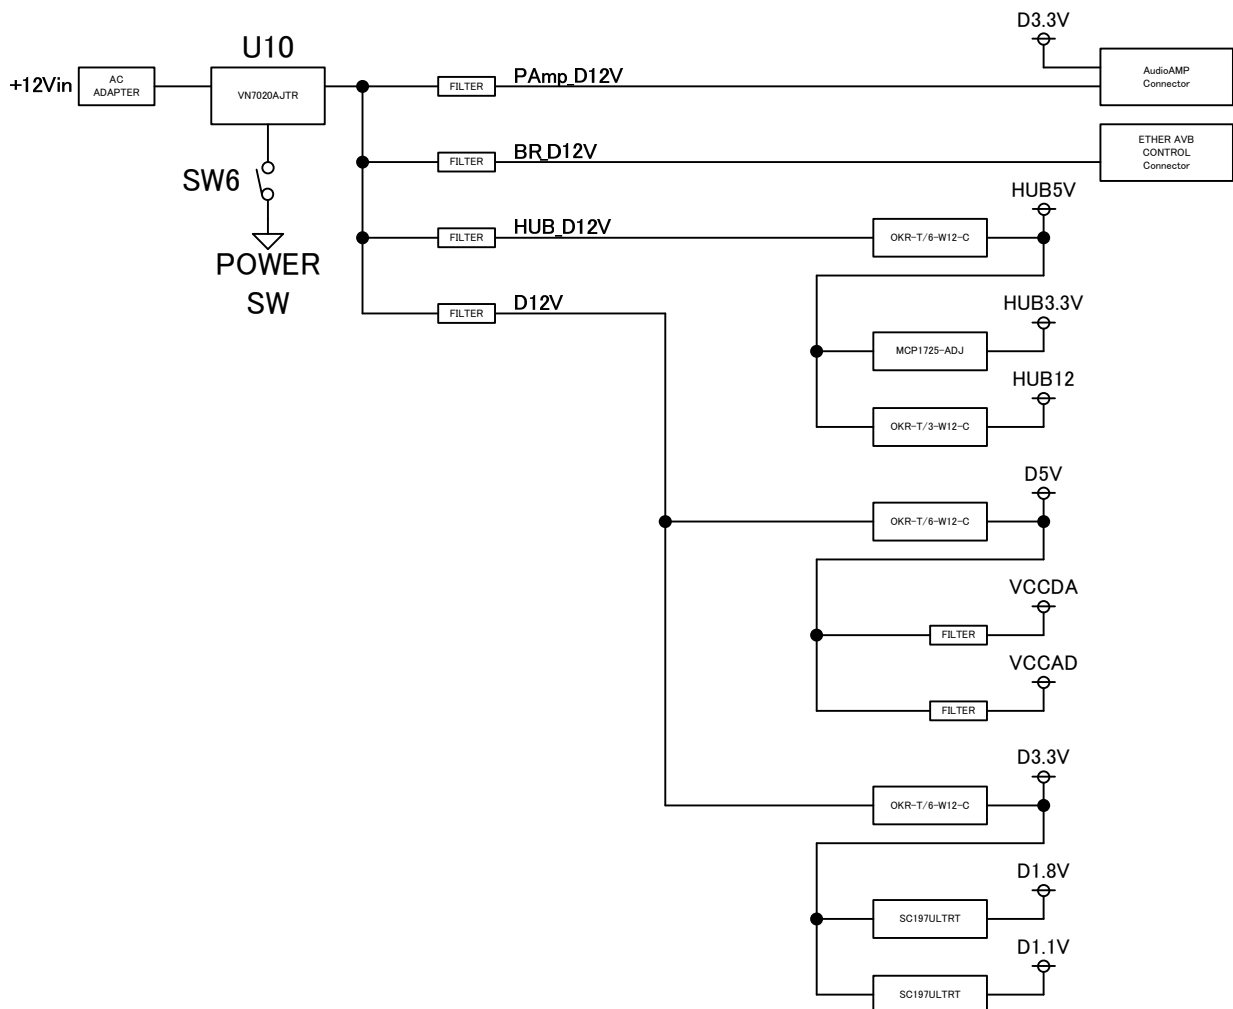 D3.3V
U10
+12Vin
AC
ADAPTER
VN7020AJTR
FILTER
PAmp_D12V
AudioAMP
Connector
FILTER
BR_D12V
ETHER AVB
CONTROL
Connector
SW6
HUB5V
FILTER
HUB_D12V
OKR-T/6-W12-C
POWER
SW
FILTER
D12V
HUB3.3V
MCP1725-ADJ
HUB12
OKR-T/3-W12-C
D5V
OKR-T/6-W12-C
VCCDA
FILTER
VCCAD
FILTER
D3.3V
OKR-T/6-W12-C
D1.8V
SC197ULTRT
D1.1V
SC197ULTRT